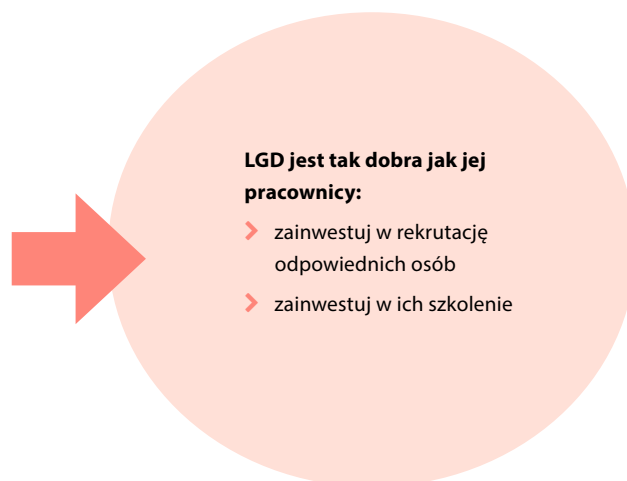 LGD jest tak dobra jak jej
pracownicy:
zainwestuj w rekrutację
odpowiednich osób
zainwestuj w ich szkolenie